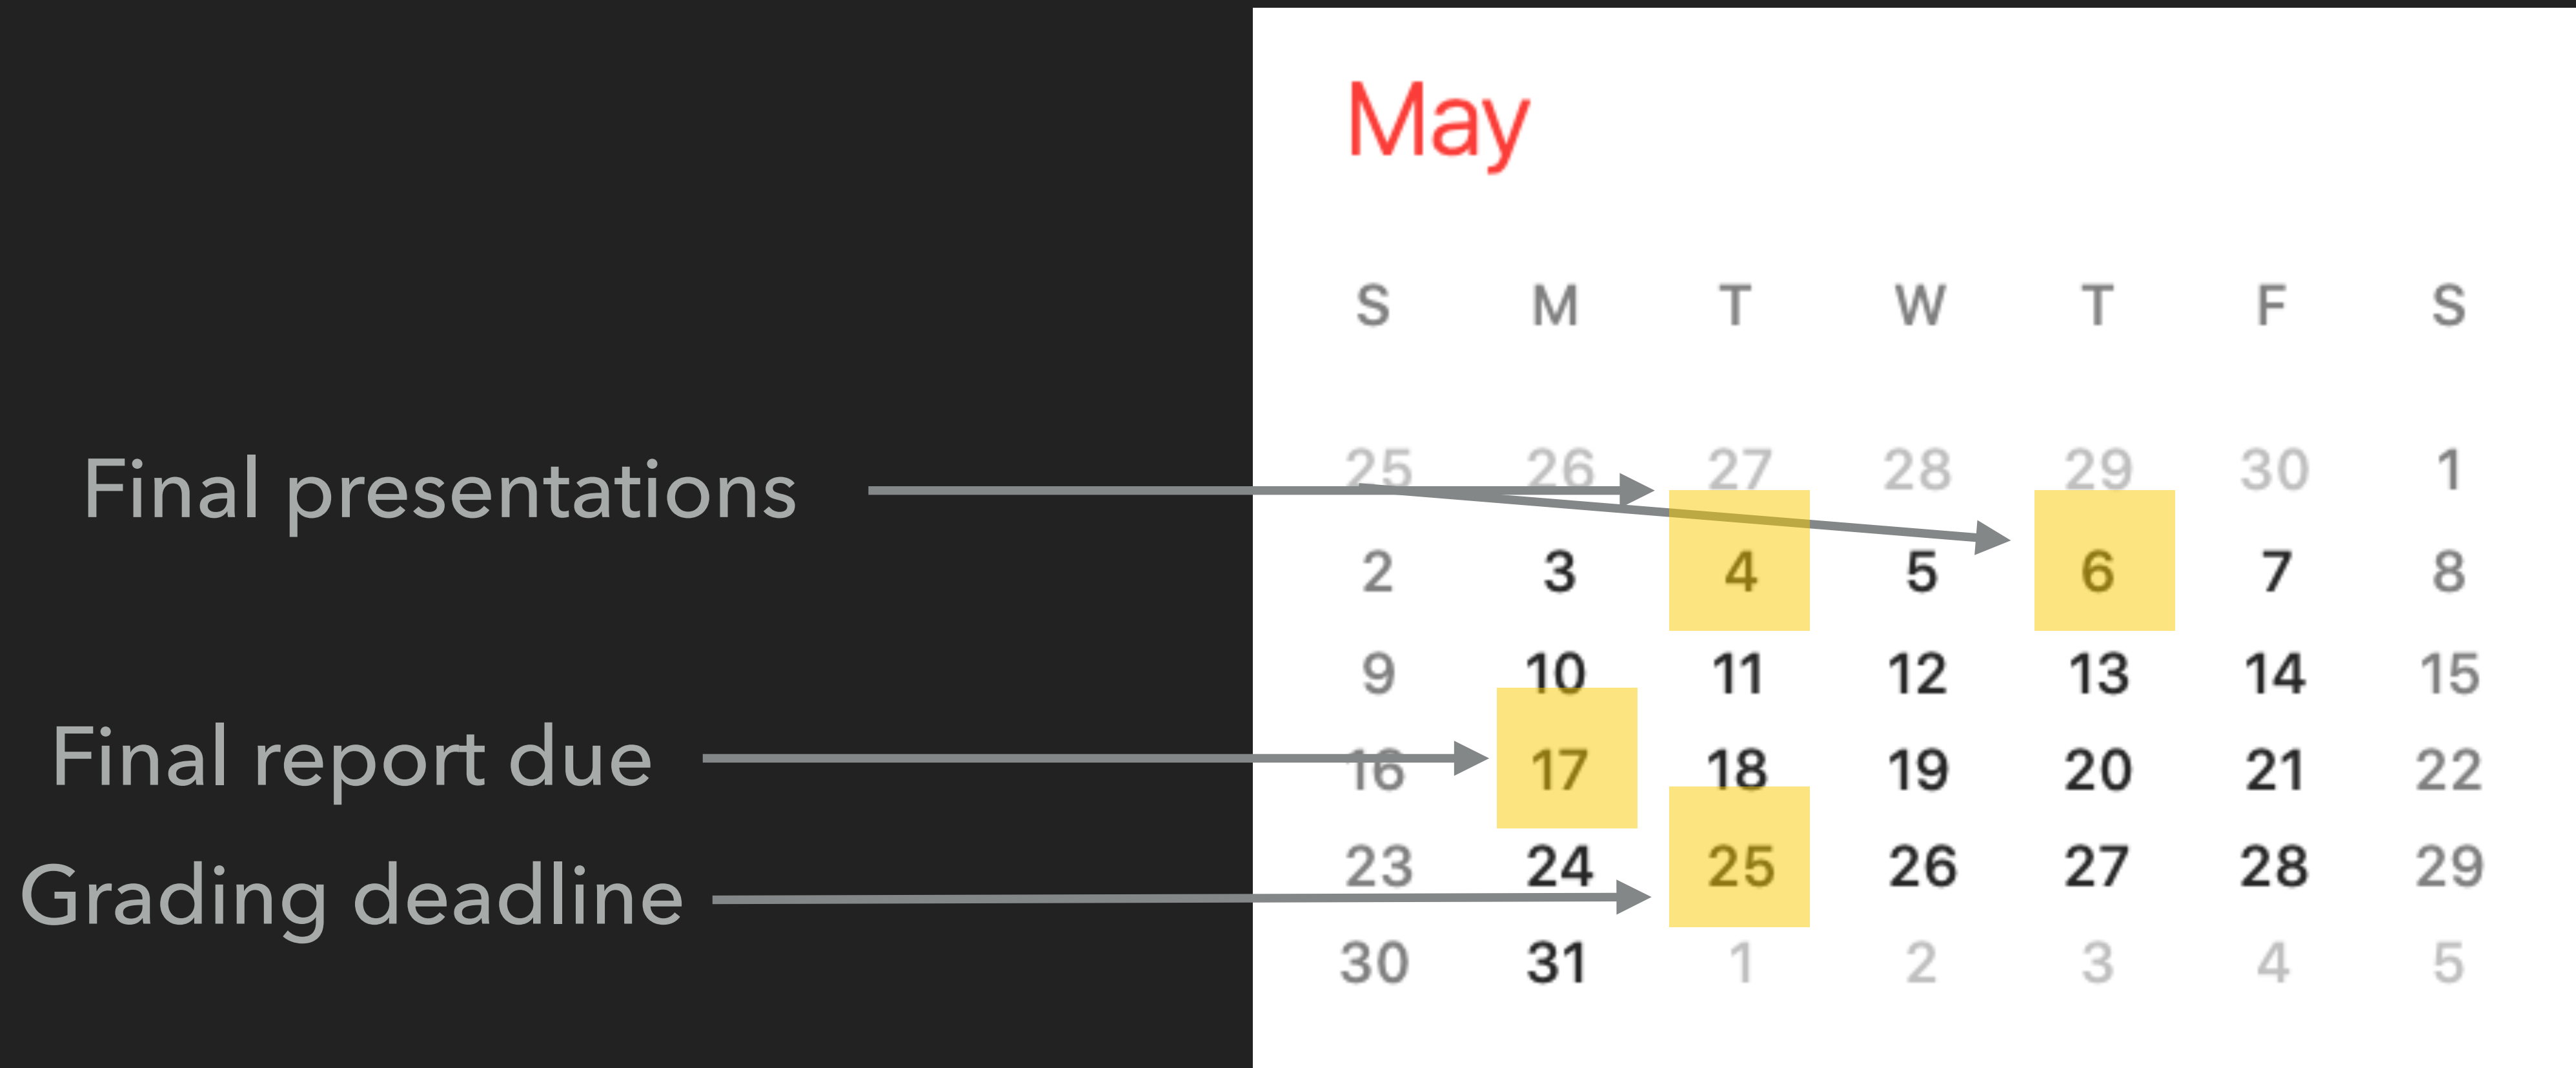 May
S M T W T F S
25 26 27 28 29 30 1
Final presentations
2 3 4 5 6 7 8
9 10 11 12 13 14 15
Final report due
16 17 18 19 20 21 22
23 24 25 26 27 28 29
Grading deadline
30 31 1 2 3 4 5